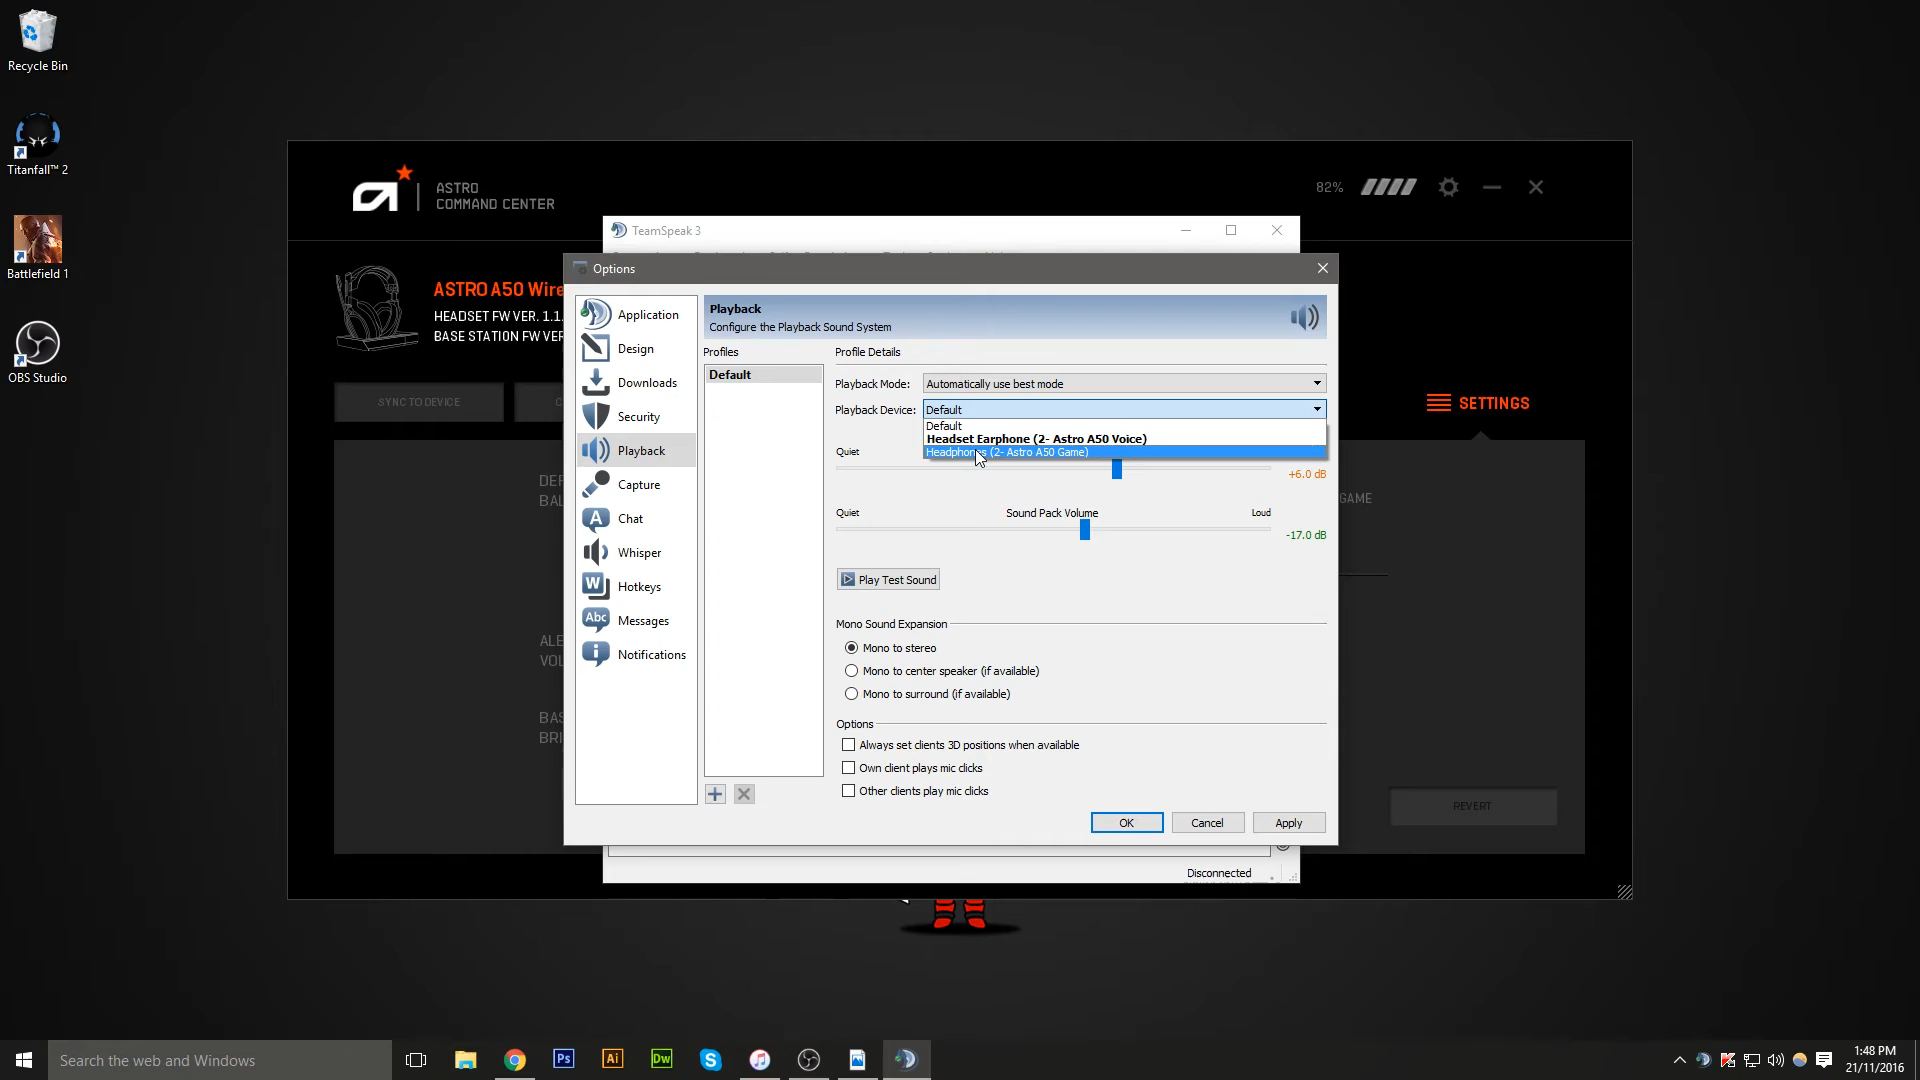 Recycle Bin
Titanfall™ 2
Battlefield 1
OBS Studio
ASTRO
COMMAND CENTER
82%
TeamSpeak 3
Options
ASTRO A50 Wire
HEADSET FW VER. 1.1.
BASE STATION FW VER
SYNC TO DEVICE
SETTINGS
GAME
REVERT
Application
Design
Downloads
Security
Playback
Capture
Chat
Whisper
Hotkeys
Messages
Notifications
Playback
Configure the Playback Sound System
Profiles
Default
Profile Details
Playback Mode: Automatically use best mode
Playback Device: Default
Default
Headset Earphone (2- Astro A50 Voice)
Headphones (2- Astro A50 Game)
Quiet
+6.0 dB
Quiet Sound Pack Volume Loud
-17.0 dB
Play Test Sound
Mono Sound Expansion
Mono to stereo
Mono to center speaker (if available)
Mono to surround (if available)
Options
Always set clients 3D positions when available
Own client plays mic clicks
Other clients play mic clicks
OK Cancel Apply
Disconnected
Search the web and Windows
1:48 PM
21/11/2016